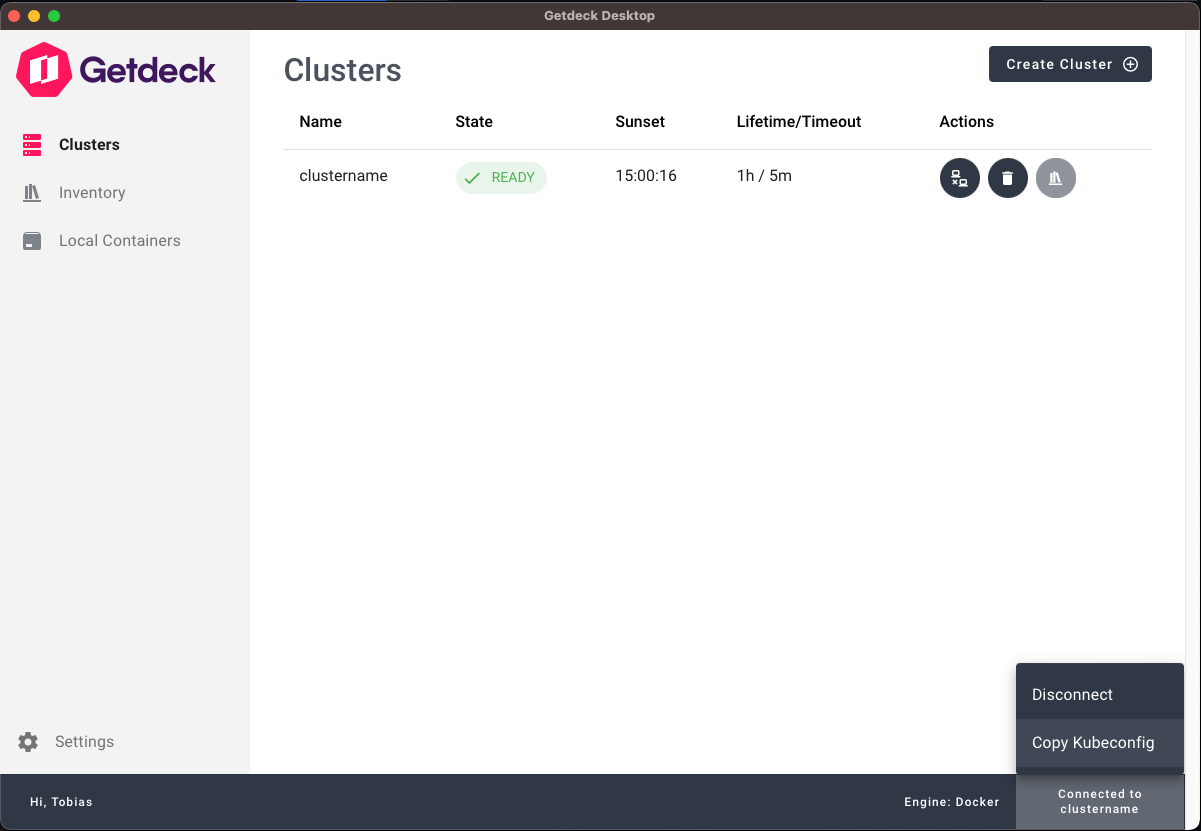 Getdeck Desktop
Getdeck
Clusters
Inventory
Local Containers
Settings
Clusters
Create Cluster
Name State Sunset Lifetime/Timeout Actions
clustername READY 15:00:16 1h / 5m
Disconnect
Copy Kubeconfig
Hi, Tobias
Engine: Docker
Connected to
clustername